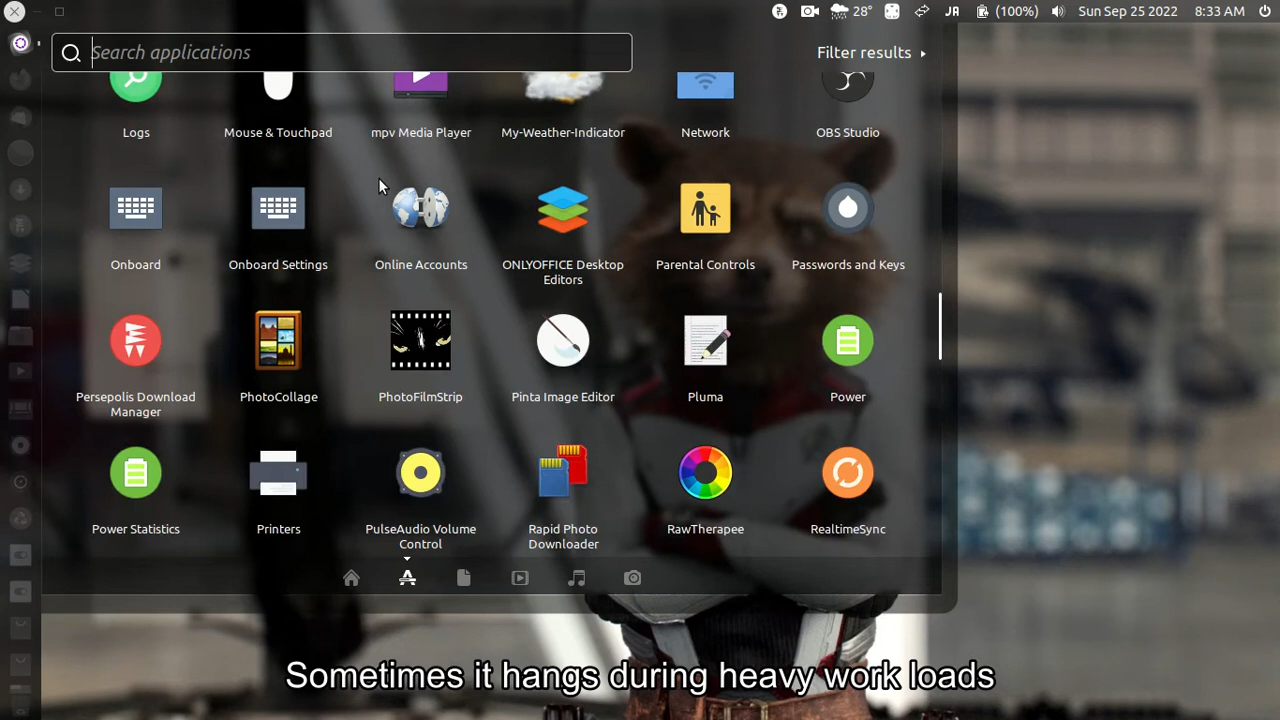 28°
JA
(100%)
Sun Sep 25 2022
8:33 AM
Search applications
Filter results
Logs
Mouse & Touchpad
mpv Media Player
My-Weather-Indicator
Network
OBS Studio
Onboard
Onboard Settings
Online Accounts
ONLYOFFICE Desktop
Editors
Parental Controls
Passwords and Keys
Persepolis Download
Manager
PhotoCollage
PhotoFilmStrip
Pinta Image Editor
Pluma
Power
Power Statistics
Printers
PulseAudio Volume
Control
Rapid Photo
Downloader
RawTherapee
RealtimeSync
Sometimes it hangs during heavy work loads